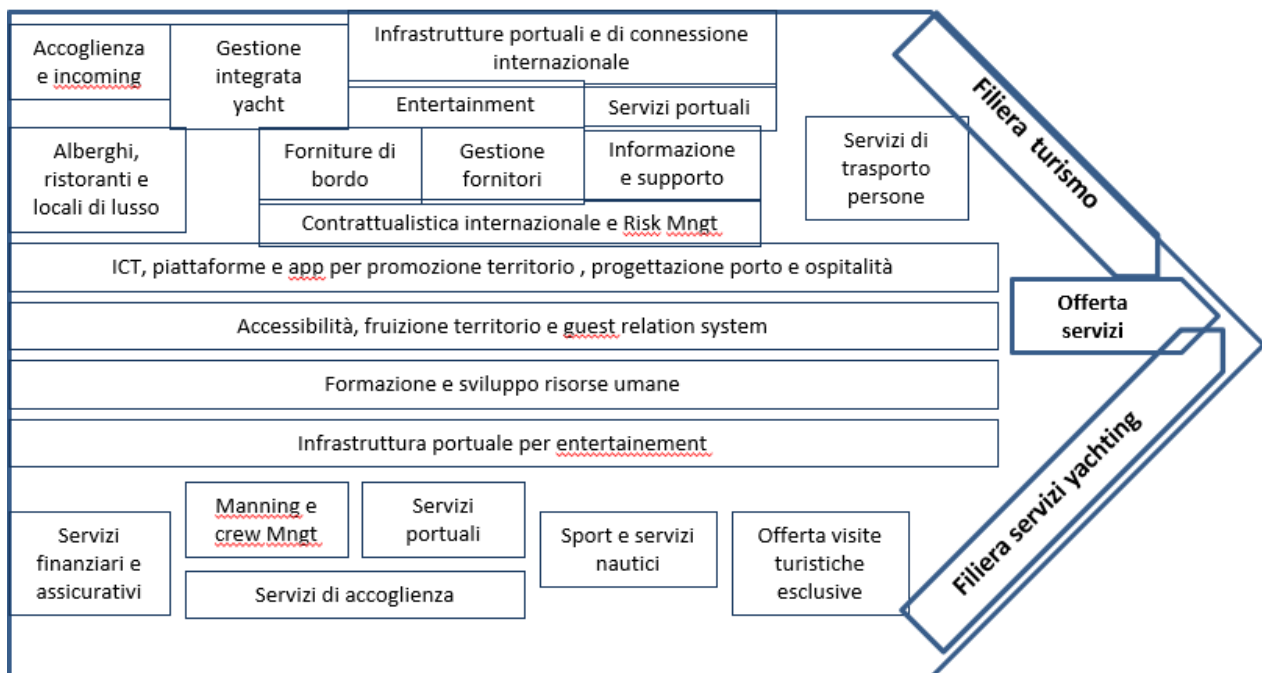 Accoglienza
e incoming
Gestione
integrata
yacht
Infrastrutture portuali e di connessione
internazionale
Entertainment
Servizi portuali
Alberghi,
ristoranti e
locali di lusso
Forniture di
bordo
Gestione
fornitori
Informazione
e supporto
Servizi di
trasporto
persone
Contrattualistica internazionale e Risk Mngt
ICT, piattaforme e app per promozione territorio , progettazione porto e ospitalità
Accessibilità, fruizione territorio e guest relation system
Formazione e sviluppo risorse umane
Infrastruttura portuale per entertainement
Servizi
finanziari e
assicurativi
Manning e
crew Mngt
Servizi
portuali
Servizi di accoglienza
Sport e servizi
nautici
Offerta visite
turistiche
esclusive
Filiera turismo
Offerta
servizi
Filiera servizi yachting